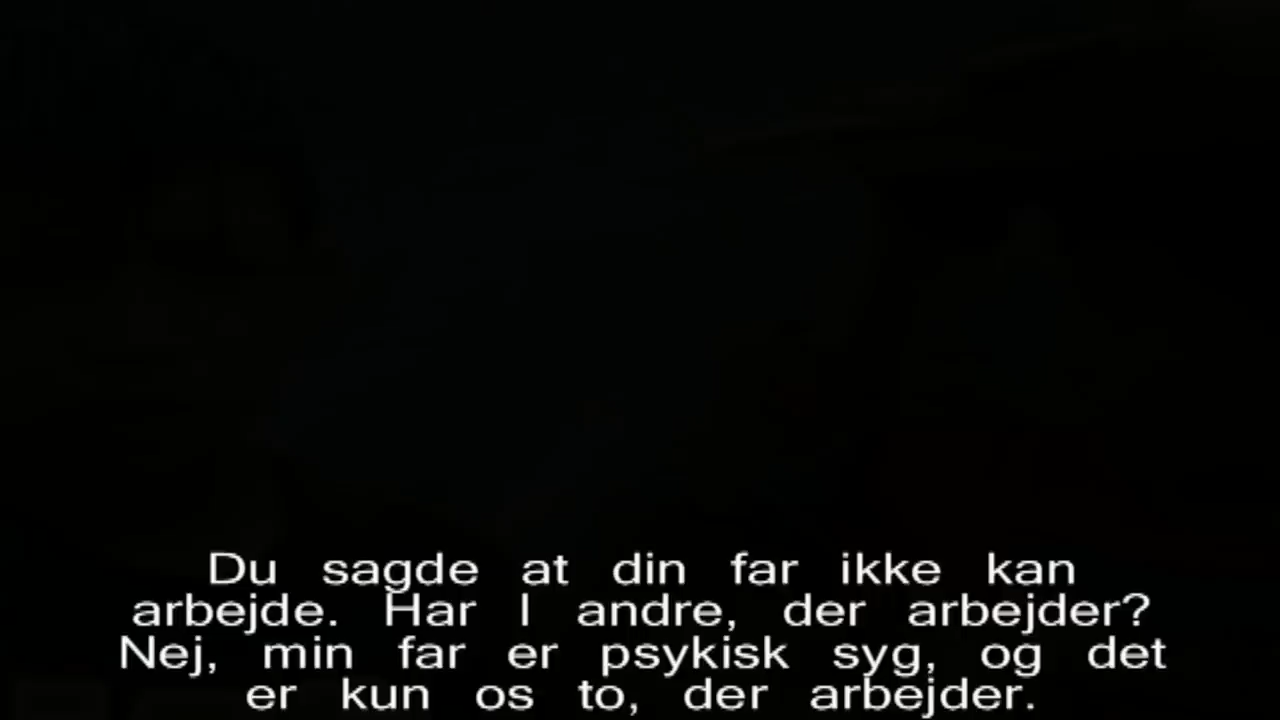 Du sagde at din far ikke kan
arbejde. Har I andre, der arbejder?
Nej, min far er psykisk syg, og det
er kun os to, der arbejder.